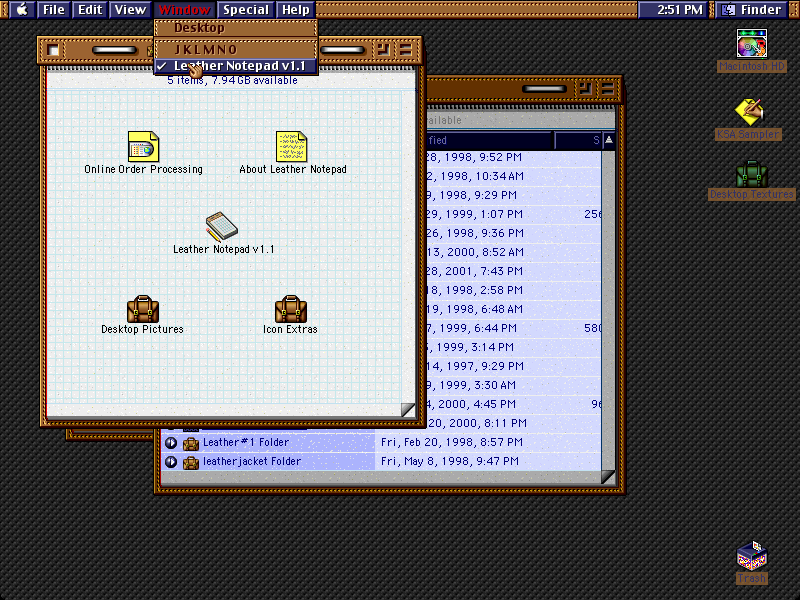 File Edit View Window Special Help 2:51 PM Finder
Desktop
JKLMNO
✓ Leather Notepad v1.1
5 items, 7.94GB available
Online Order Processing
About Leather Notepad
Leather Notepad v1.1
Desktop Pictures
Icon Extras
ailable
fied S
28, 1998, 9:52 PM
2, 1998, 10:34 AM
9, 1998, 9:29 PM
29, 1999, 1:07 PM 256
26, 1998, 9:36 PM
13, 2000, 8:52 AM
28, 2001, 7:43 PM
18, 1998, 2:58 PM
19, 1998, 6:48 AM
7, 1999, 6:44 PM 580
, 1999, 3:14 PM
14, 1997, 9:29 PM
9, 1999, 3:30 AM
4, 2000, 4:45 PM 96
20, 2000, 8:11 PM
Leather#1 Folder Fri, Feb 20, 1998, 8:57 PM
leatherjacket Folder Fri, May 8, 1998, 9:47 PM
Macintosh HD
KSA Sampler
Desktop Textures
Trash